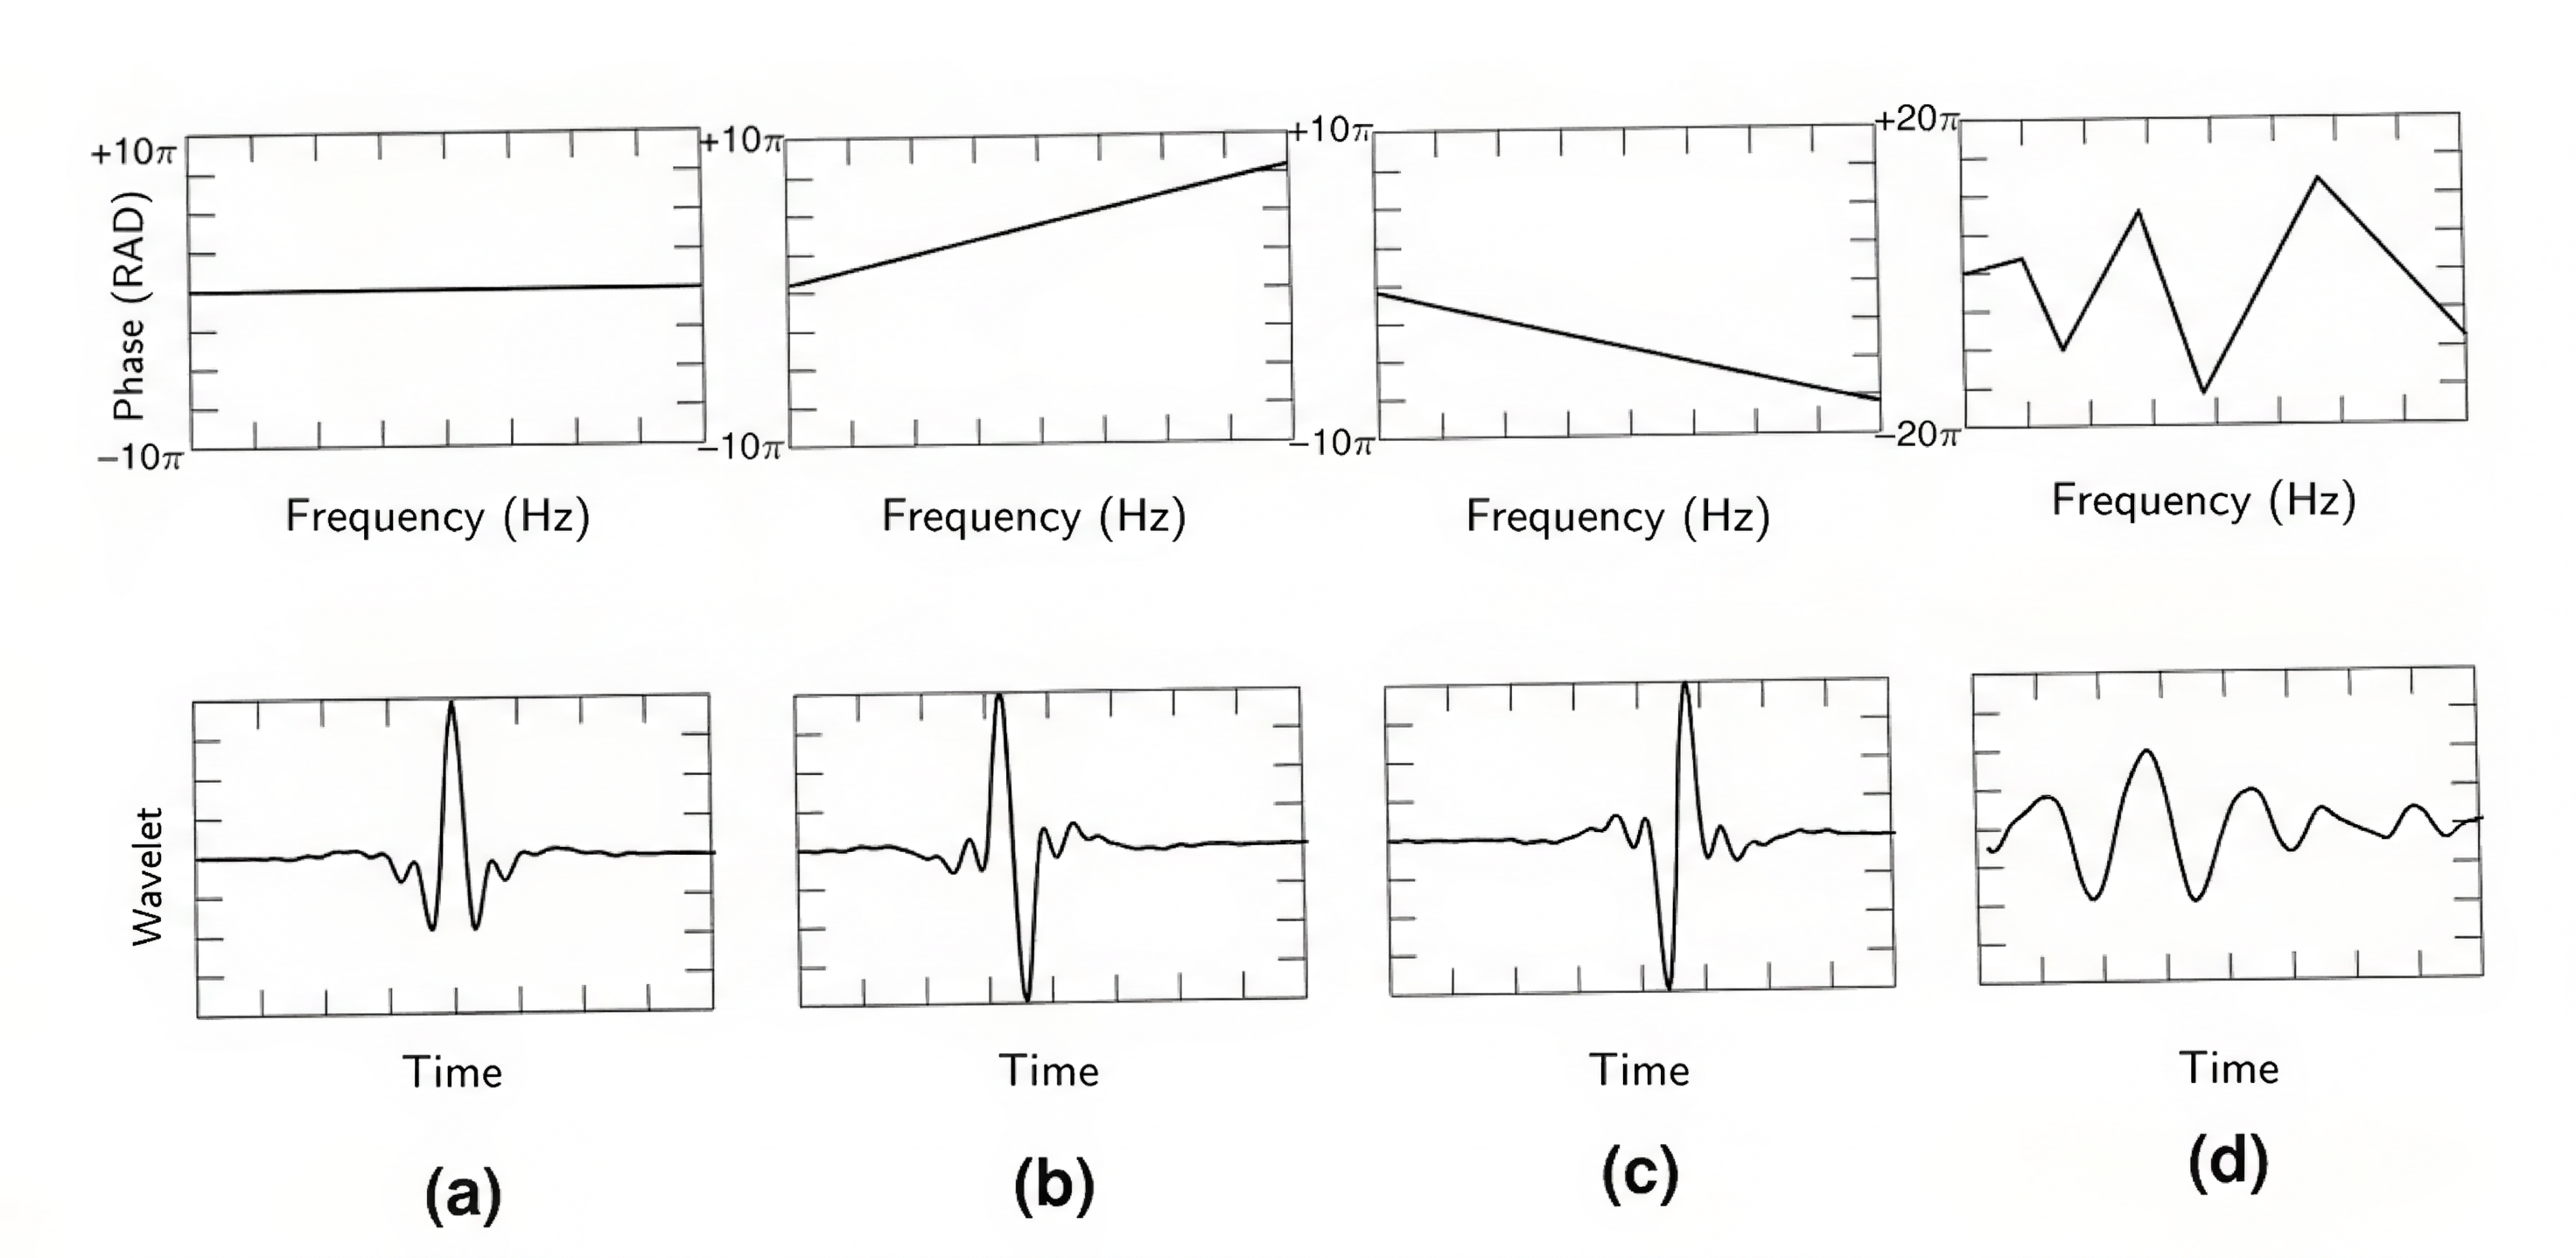 +10π
Phase (RAD)
−10π
Frequency (Hz)
+10π
−10π
Frequency (Hz)
+10π
−10π
Frequency (Hz)
+20π
−20π
Frequency (Hz)
Wavelet
Time
Time
Time
Time
(a)
(b)
(c)
(d)